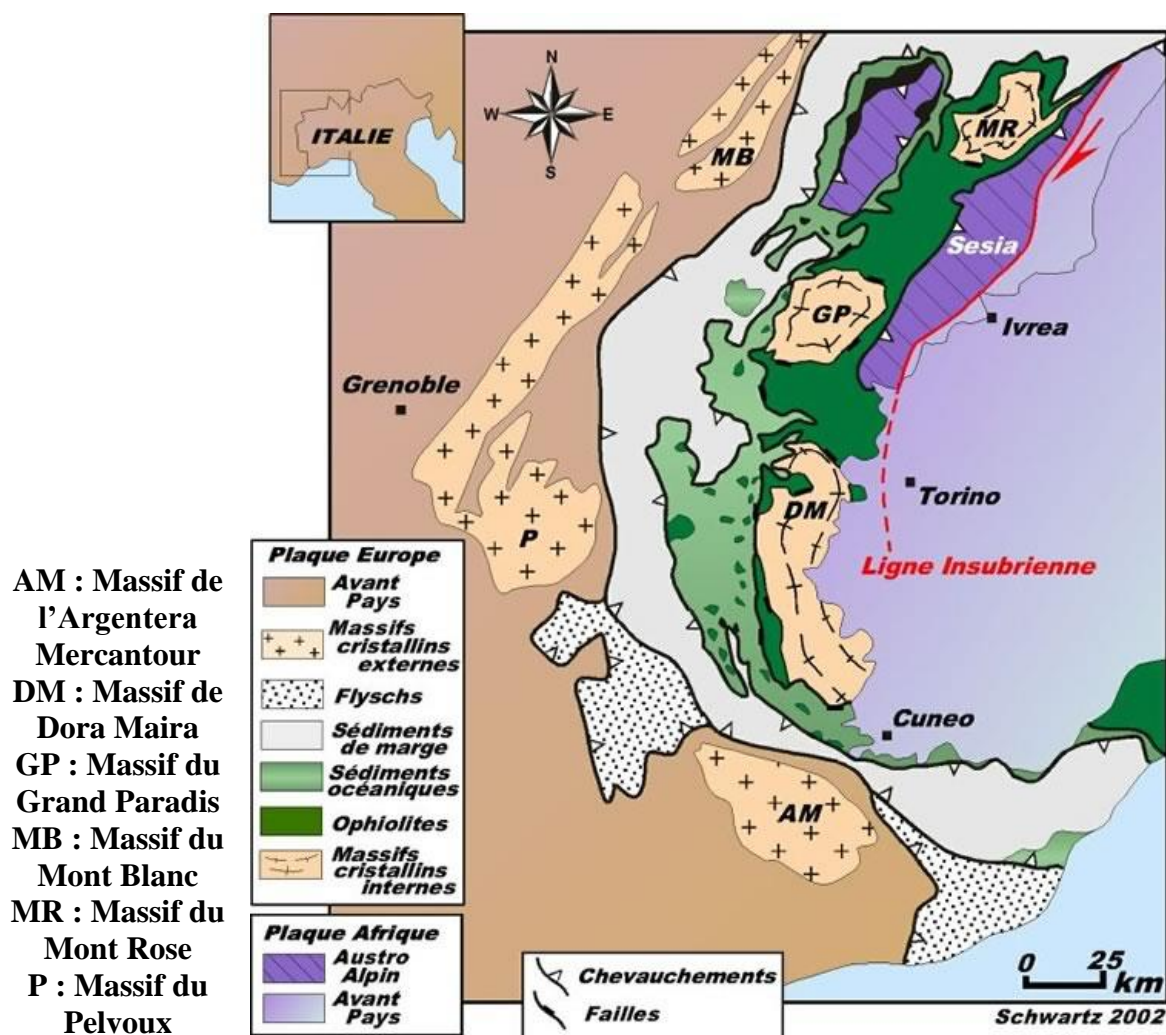 AM : Massif de
l'Argentera
Mercantour
DM : Massif de
Dora Maira
GP : Massif du
Grand Paradis
MB : Massif du
Mont Blanc
MR : Massif du
Mont Rose
P : Massif du
Pelvoux
ITALIE
N
W
E
S
MB
MR
Sesia
GP
Ivrea
Grenoble
Torino
P
DM
Ligne Insubrienne
Cuneo
AM
Plaque Europe
Avant
Pays
Massifs
cristallins
externes
Flyschs
Sédiments
de marge
Sédiments
océaniques
Ophiolites
Massifs
cristallins
internes
Plaque Afrique
Austro
Alpin
Avant
Pays
Chevauchements
Failles
0 25
km
Schwartz 2002